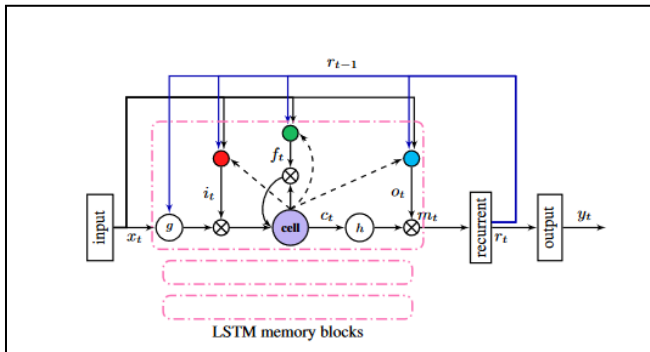 r_{t−1}
f_t
i_t
o_t
input
x_t
g
cell
c_t
h
m_t
recurrent
r_t
output
y_t
LSTM memory blocks